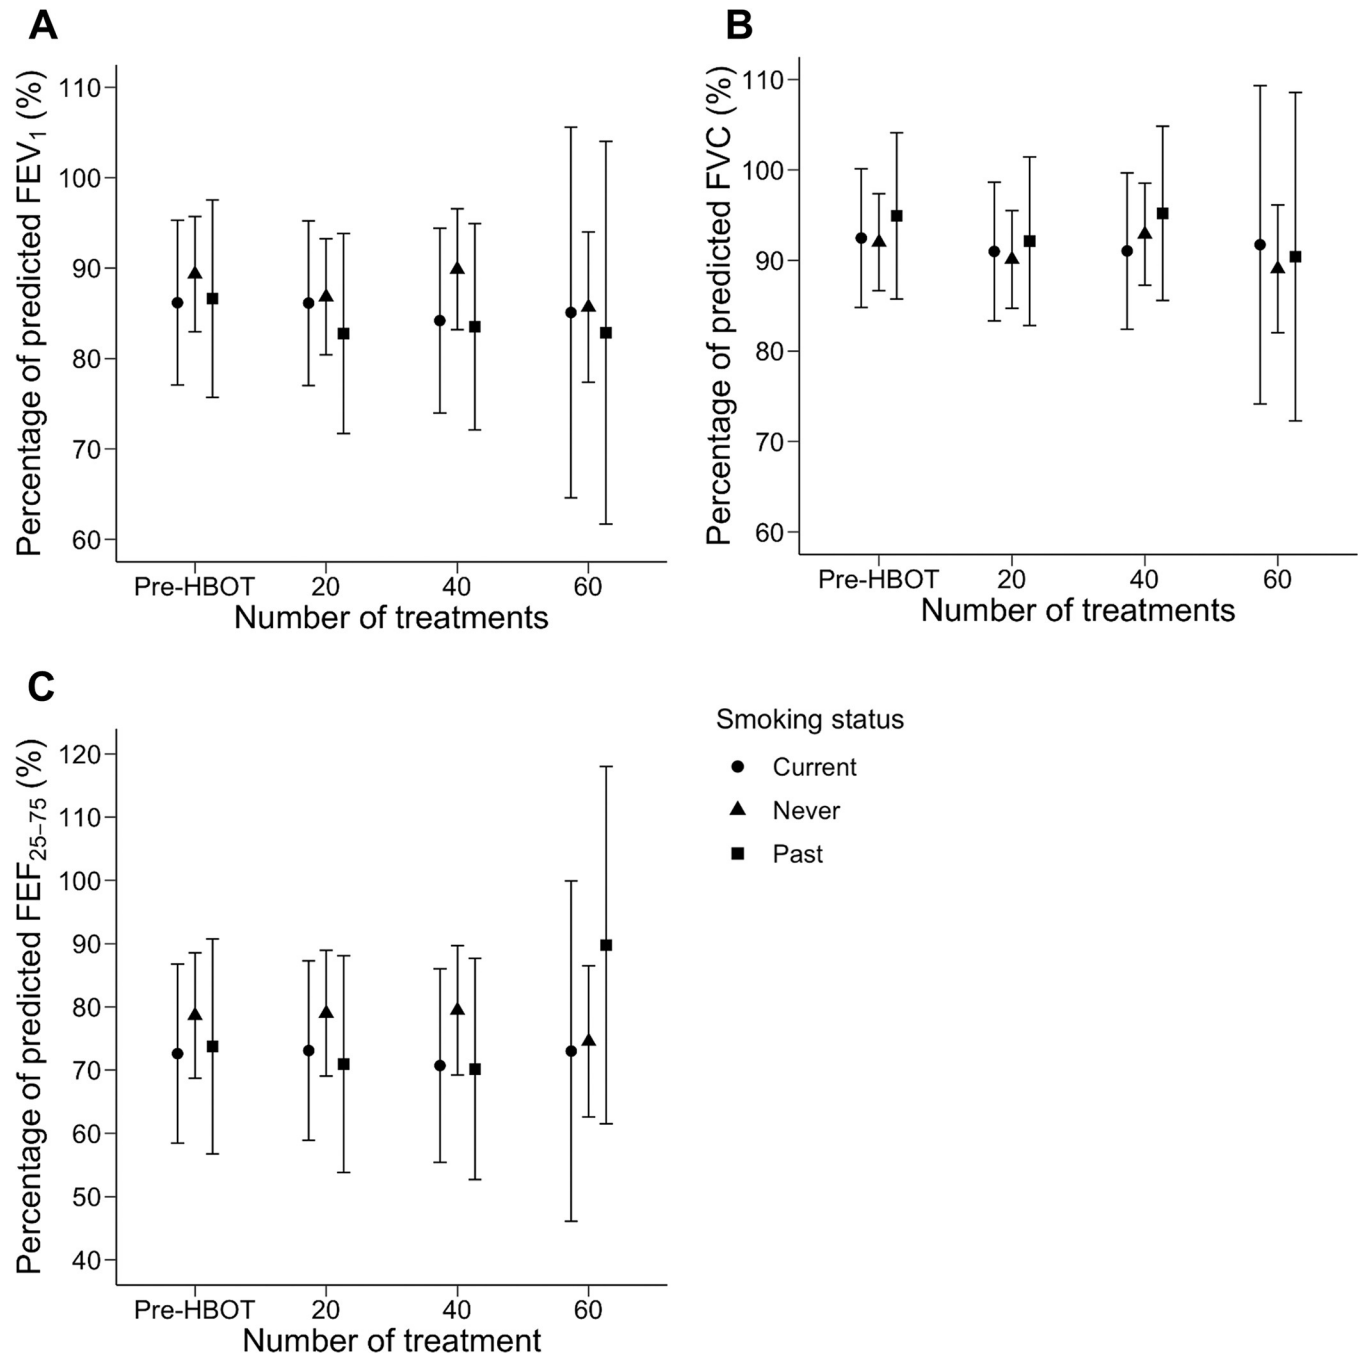 A
Percentage of predicted FEV1 (%)
110
100
90
80
70
60
Pre-HBOT 20 40 60
Number of treatments
B
Percentage of predicted FVC (%)
110
100
90
80
70
60
Pre-HBOT 20 40 60
Number of treatments
C
Percentage of predicted FEF25–75 (%)
120
110
100
90
80
70
60
50
40
Pre-HBOT 20 40 60
Number of treatment
Smoking status
Current
Never
Past